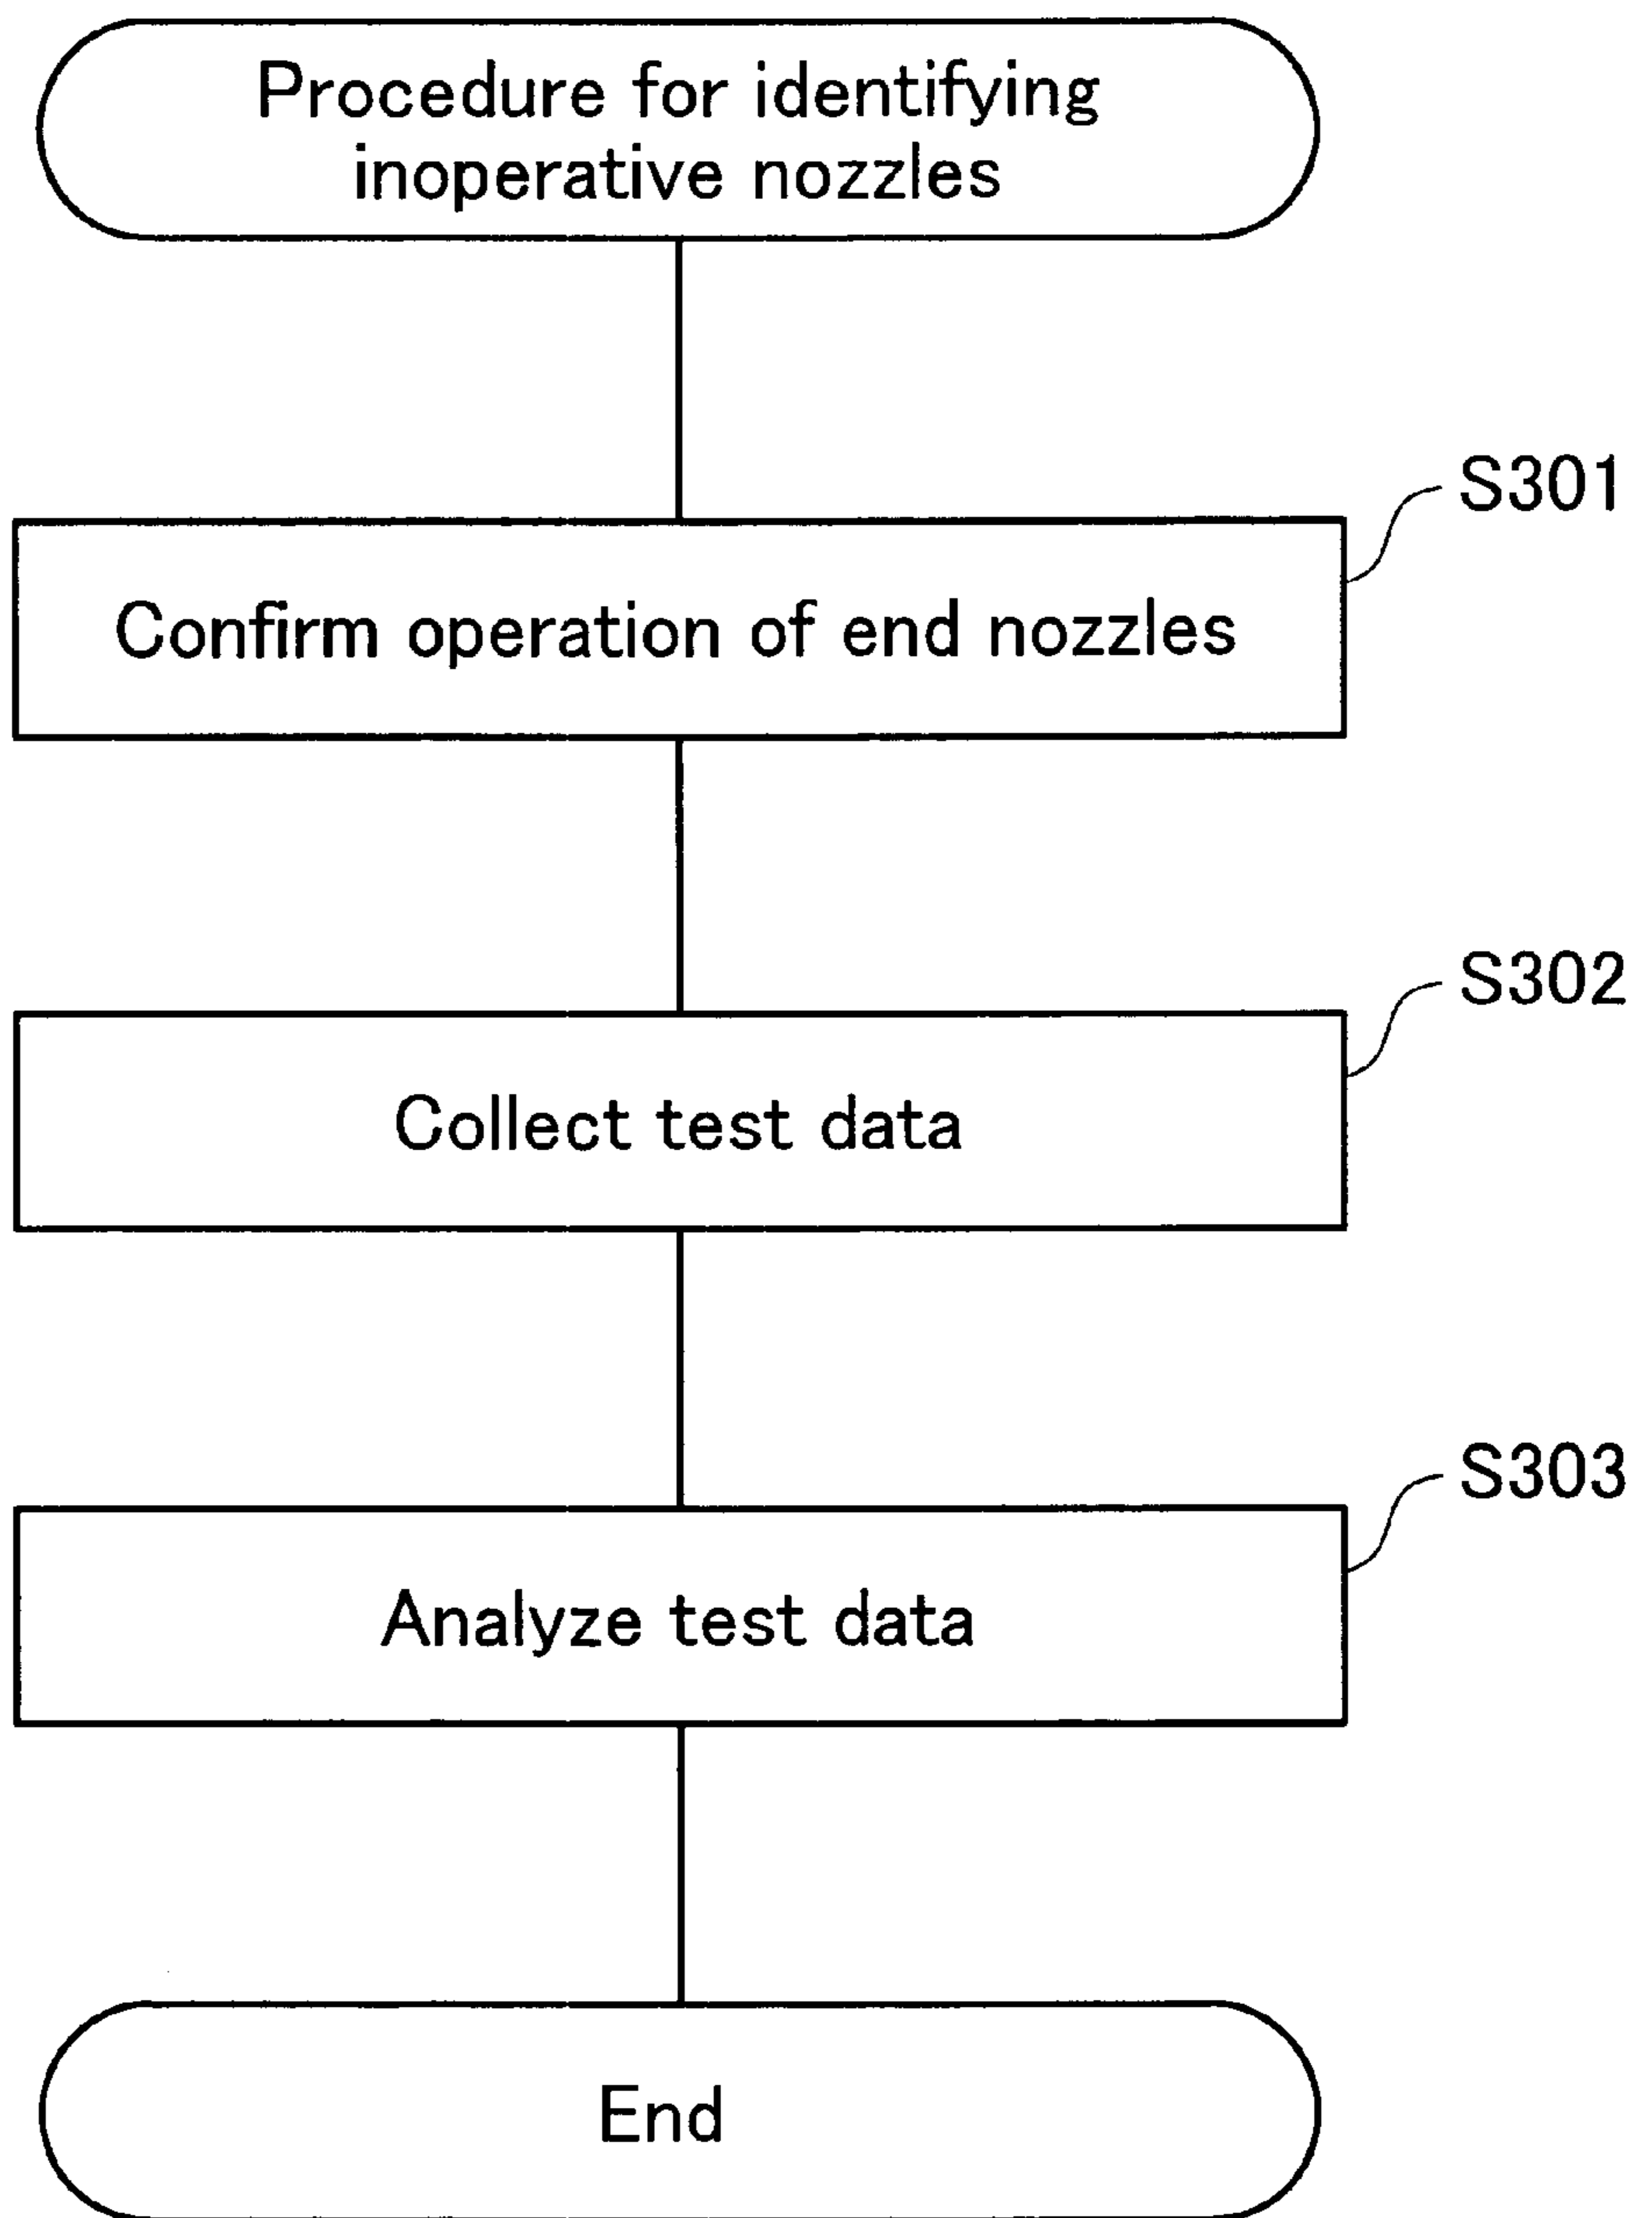 Procedure for identifying
inoperative nozzles
S301
Confirm operation of end nozzles
S302
Collect test data
S303
Analyze test data
End